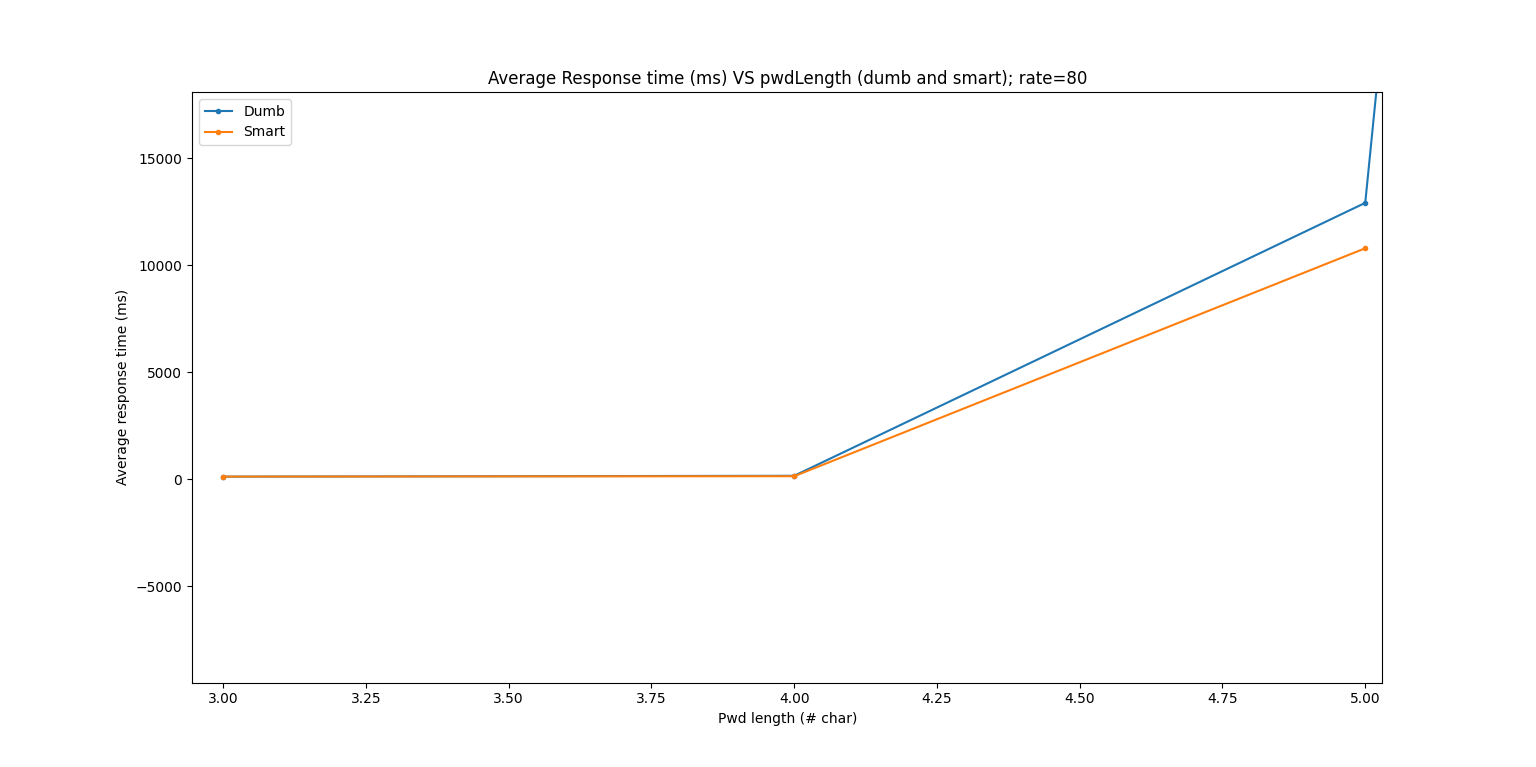 Average Response time (ms) VS pwdLength (dumb and smart); rate=80
Dumb
Smart
15000
10000
5000
0
−5000
Average response time (ms)
3.00 3.25 3.50 3.75 4.00 4.25 4.50 4.75 5.00
Pwd length (# char)